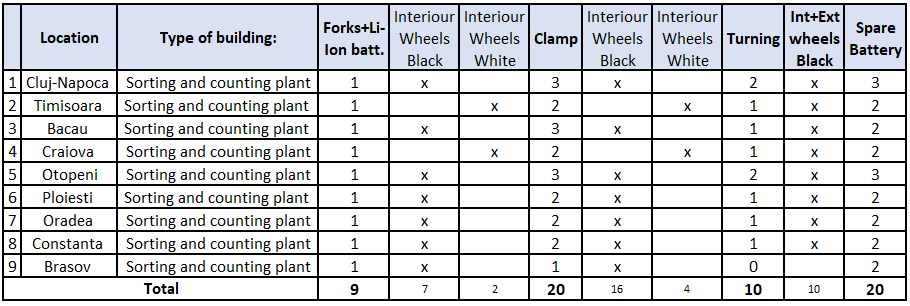 Location Type of building: Forks+Li-Ion batt. Interiour Wheels Black Interiour Wheels White Clamp Interiour Wheels Black Interiour Wheels White Turning Int+Ext wheels Black Spare Battery
1 Cluj-Napoca Sorting and counting plant 1 x 3 x 2 x 3
2 Timisoara Sorting and counting plant 1 x 2 x 1 x 2
3 Bacau Sorting and counting plant 1 x 3 x 1 x 2
4 Craiova Sorting and counting plant 1 x 2 x 1 x 2
5 Otopeni Sorting and counting plant 1 x 3 x 2 x 3
6 Ploiesti Sorting and counting plant 1 x 2 x 1 x 2
7 Oradea Sorting and counting plant 1 x 2 x 1 x 2
8 Constanta Sorting and counting plant 1 x 2 x 1 x 2
9 Brasov Sorting and counting plant 1 x 1 x 0 2
Total 9 7 2 20 16 4 10 10 20